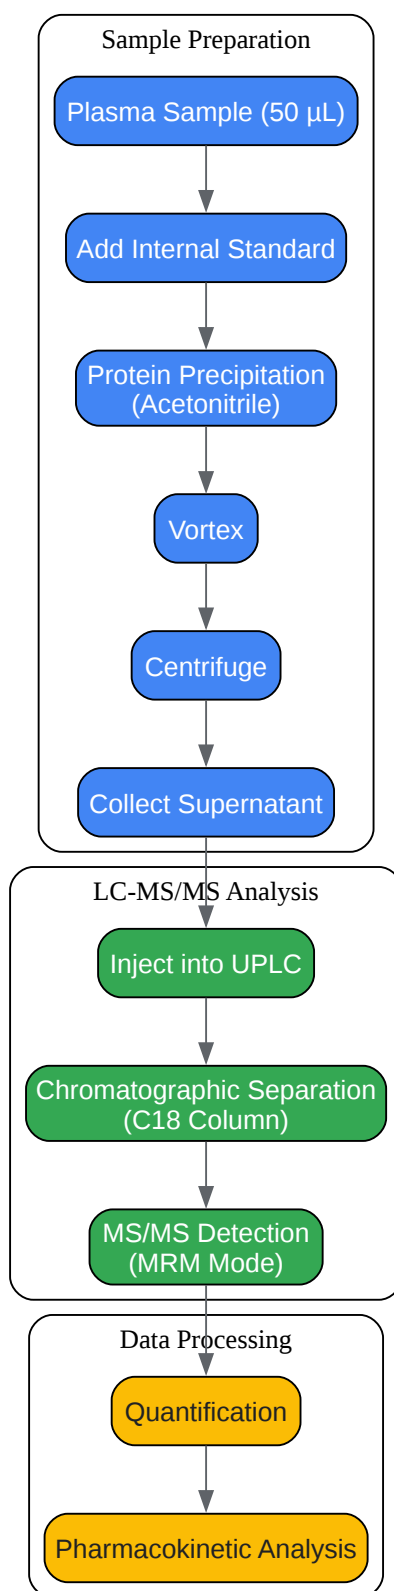 Sample Preparation
Plasma Sample (50 µL)
Add Internal Standard
Protein Precipitation
(Acetonitrile)
Vortex
Centrifuge
Collect Supernatant
LC-MS/MS Analysis
Inject into UPLC
Chromatographic Separation
(C18 Column)
MS/MS Detection
(MRM Mode)
Data Processing
Quantification
Pharmacokinetic Analysis